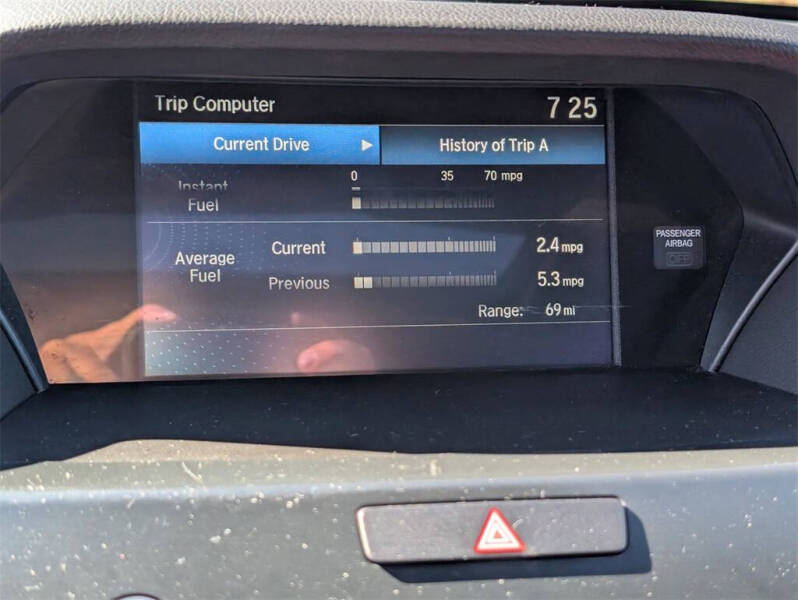 Trip Computer 7 25
Current Drive History of Trip A
0 35 70 mpg
Instant
Fuel
Average
Fuel
Current 2.4 mpg
Previous 5.3 mpg
Range: 69 mi
PASSENGER
AIRBAG
OFF